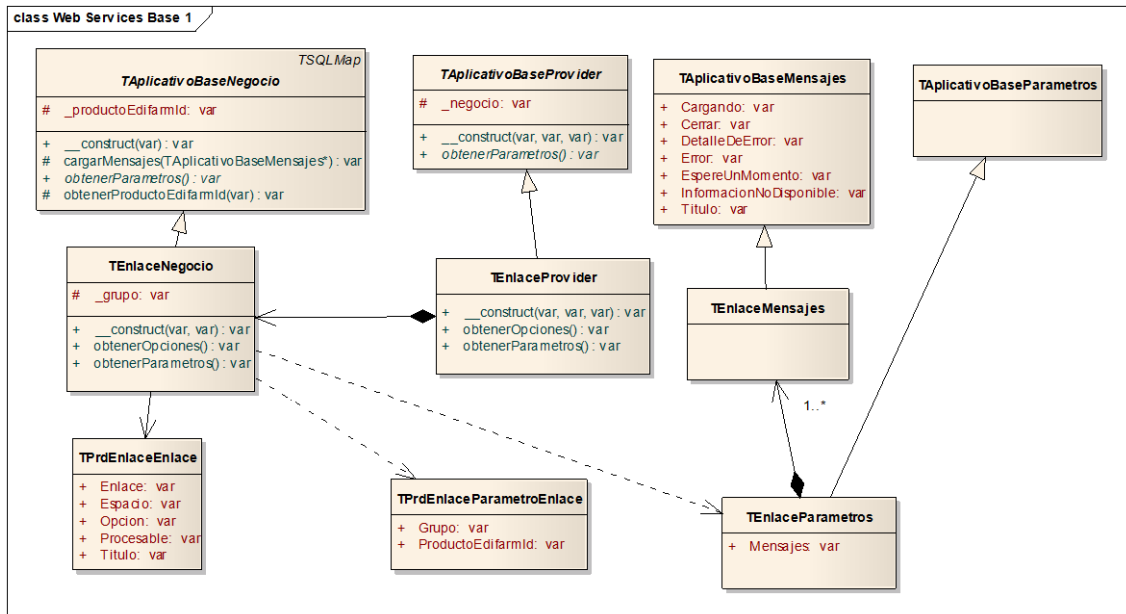 class Web Services Base 1
TSQLMap
TAplicativoBaseNegocio
# _productoEdifarmId: var
+ __construct(var) : var
# cargarMensajes(TAplicativoBaseMensajes*) : var
+ obtenerParametros() : var
# obtenerProductoEdifarmId(var) : var
TAplicativoBaseProvider
# _negocio: var
+ __construct(var, var, var) : var
+ obtenerParametros() : var
TAplicativoBaseMensajes
+ Cargando: var
+ Cerrar: var
+ DetalleDeError: var
+ Error: var
+ EspereUnMomento: var
+ InformacionNoDisponible: var
+ Titulo: var
TAplicativoBaseParametros
TEnlaceNegocio
# _grupo: var
+ __construct(var, var) : var
+ obtenerOpciones() : var
+ obtenerParametros() : var
TEnlaceProvider
+ __construct(var, var, var) : var
+ obtenerOpciones() : var
+ obtenerParametros() : var
TEnlaceMensajes
1..*
TPrdEnlaceEnlace
+ Enlace: var
+ Espacio: var
+ Opcion: var
+ Procesable: var
+ Titulo: var
TPrdEnlaceParametroEnlace
+ Grupo: var
+ ProductoEdifarmId: var
TEnlaceParametros
+ Mensajes: var